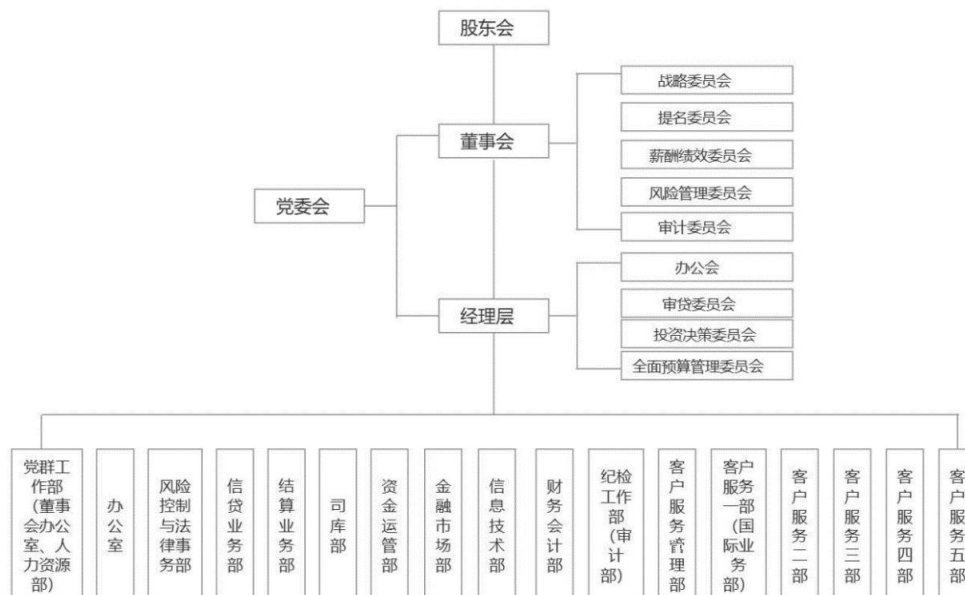 股东会
董事会
战略委员会
提名委员会
薪酬绩效委员会
风险管理委员会
审计委员会
党委会
经理层
办公会
审贷委员会
投资决策委员会
全面预算管理委员会
党群工
作部
（董事
会办公
室、人
力资源
部）
办公室
风险
控制
与法
律事
务部
信贷业务部
结算业务部
司库部
资金运管部
金融市场部
信息技术部
财务会计部
纪检
工作
部
（审
计
部）
客户服务管理部
客户
服务
一部
（国
际业
务
部）
客户服务二部
客户服务三部
客户服务四部
客户服务五部